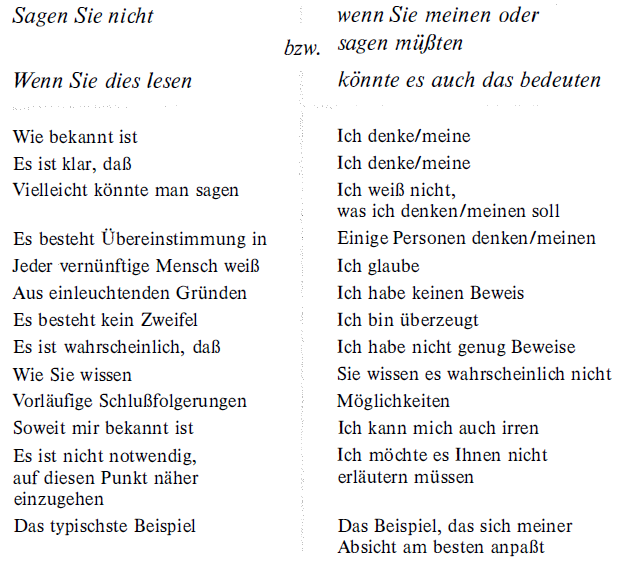 Sagen Sie nicht
wenn Sie meinen oder
bzw.
sagen müßten
Wenn Sie dies lesen
könnte es auch das bedeuten
Wie bekannt ist
Ich denke/meine
Es ist klar, daß
Ich denke/meine
Vielleicht könnte man sagen
Ich weiß nicht,
was ich denken/meinen soll
Es besteht Übereinstimmung in
Einige Personen denken/meinen
Jeder vernünftige Mensch weiß
Ich glaube
Aus einleuchtenden Gründen
Ich habe keinen Beweis
Es besteht kein Zweifel
Ich bin überzeugt
Es ist wahrscheinlich, daß
Ich habe nicht genug Beweise
Wie Sie wissen
Sie wissen es wahrscheinlich nicht
Vorläufige Schlußfolgerungen
Möglichkeiten
Soweit mir bekannt ist
Ich kann mich auch irren
Es ist nicht notwendig,
auf diesen Punkt näher
einzugehen
Ich möchte es Ihnen nicht
erläutern müssen
Das typischste Beispiel
Das Beispiel, das sich meiner
Absicht am besten anpaßt